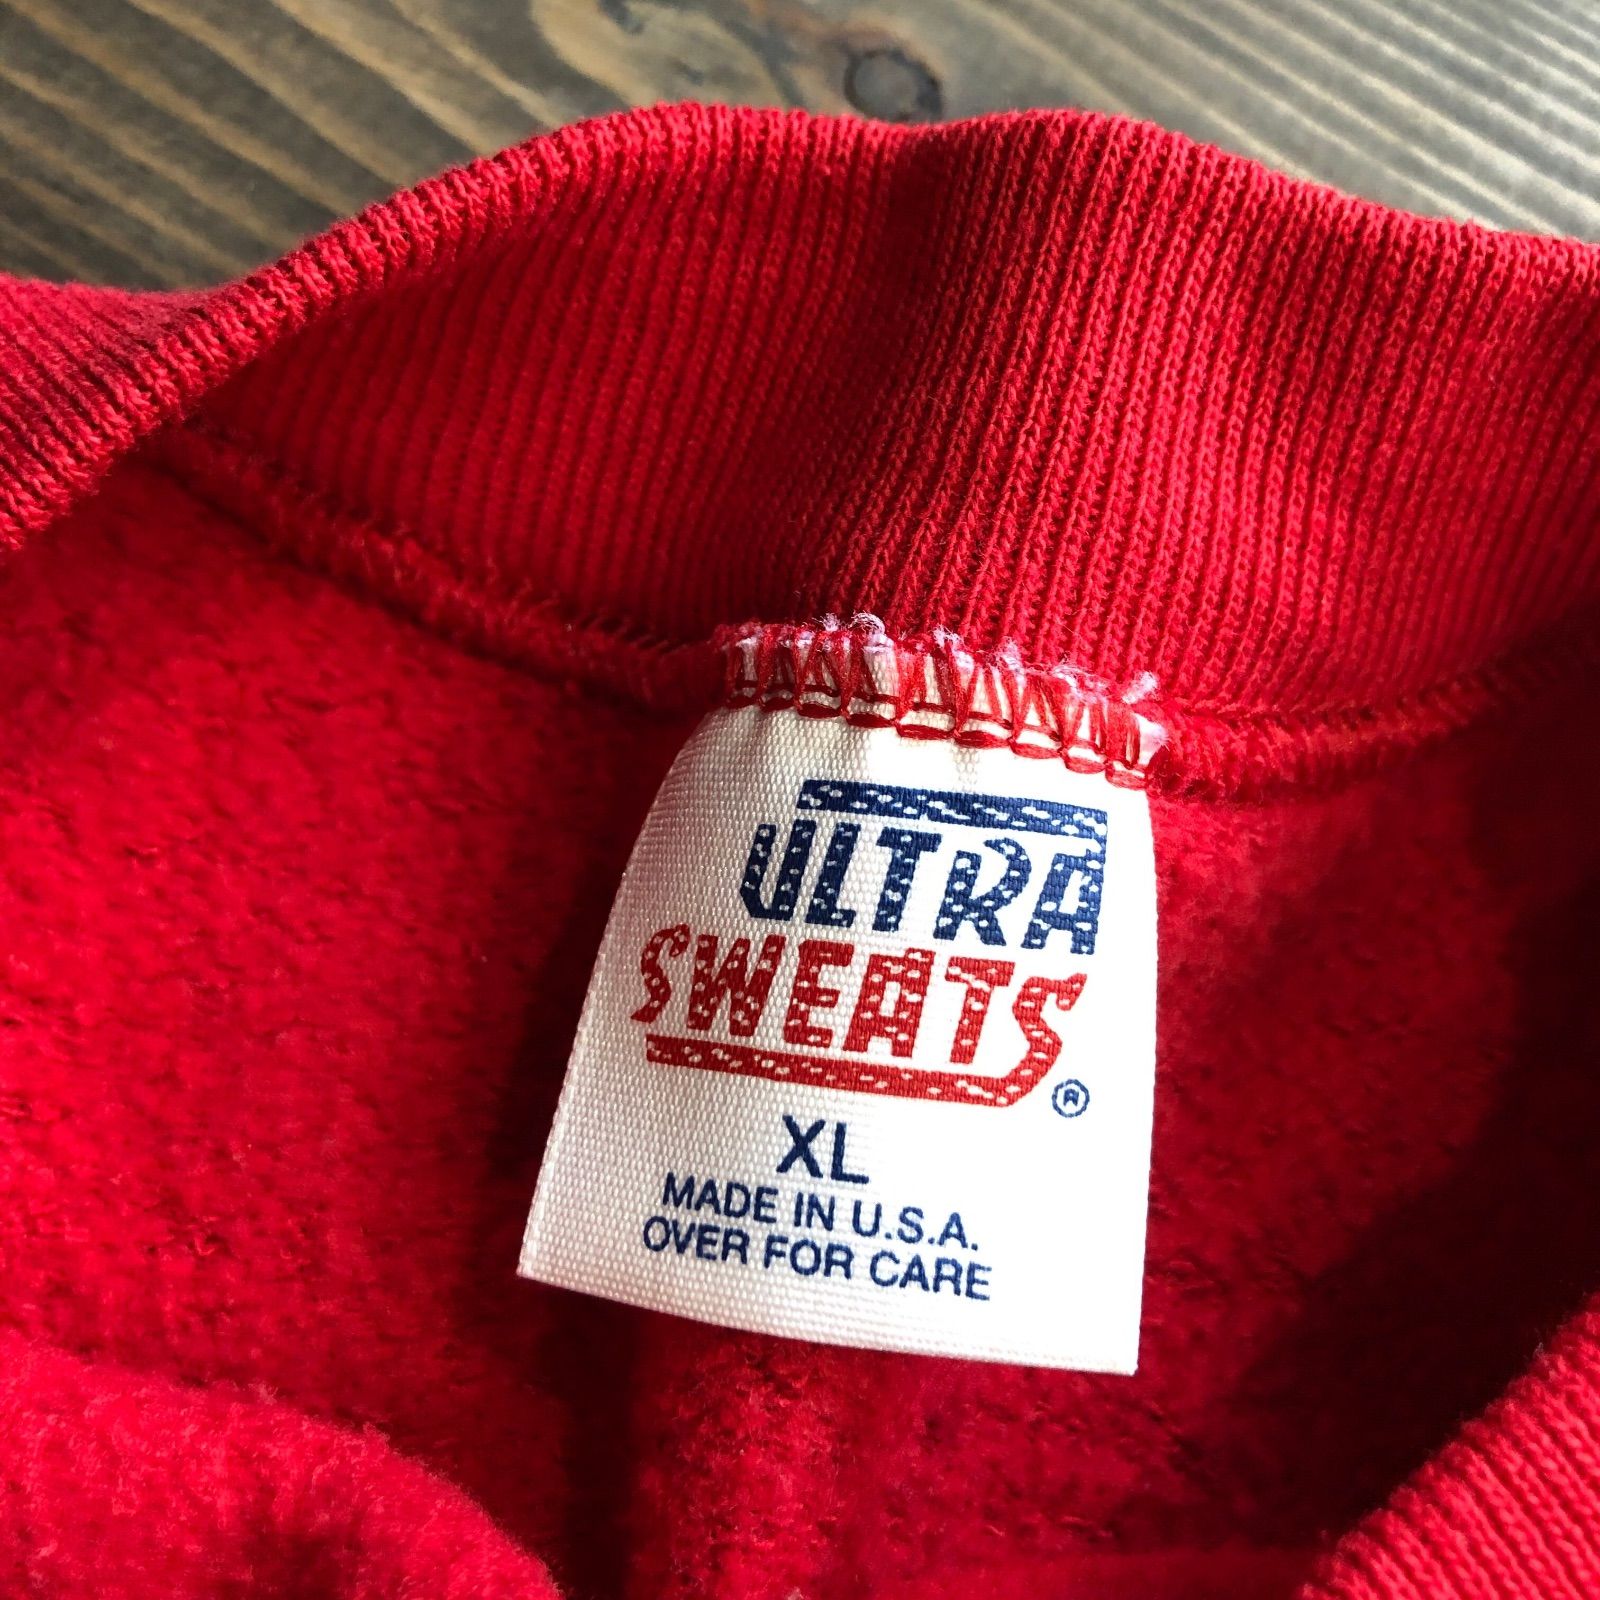 ULTRA
SWEATS
®
XL
MADE IN U.S.A.
OVER FOR CARE